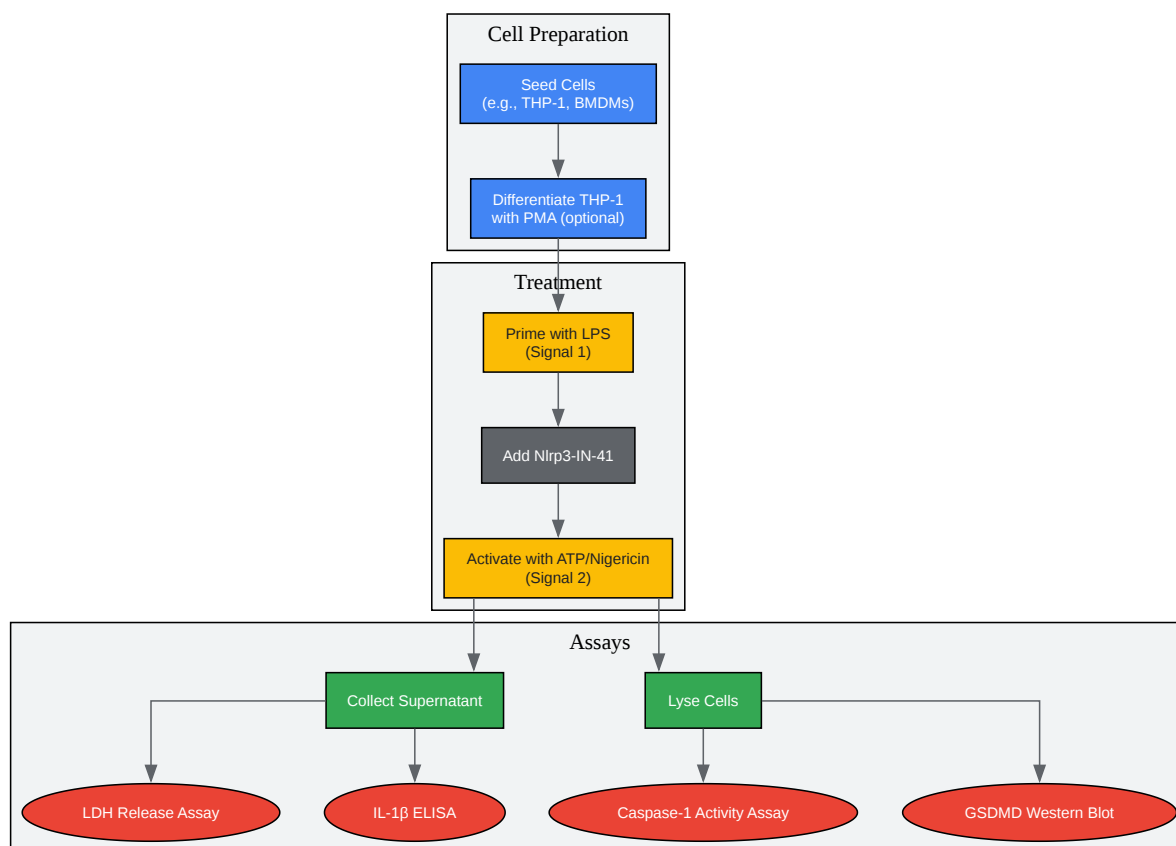 Cell Preparation
Seed Cells
(e.g., THP-1, BMDMs)
Differentiate THP-1
with PMA (optional)
Treatment
Prime with LPS
(Signal 1)
Add Nlrp3-IN-41
Activate with ATP/Nigericin
(Signal 2)
Assays
Collect Supernatant
Lyse Cells
LDH Release Assay
IL-1β ELISA
Caspase-1 Activity Assay
GSDMD Western Blot